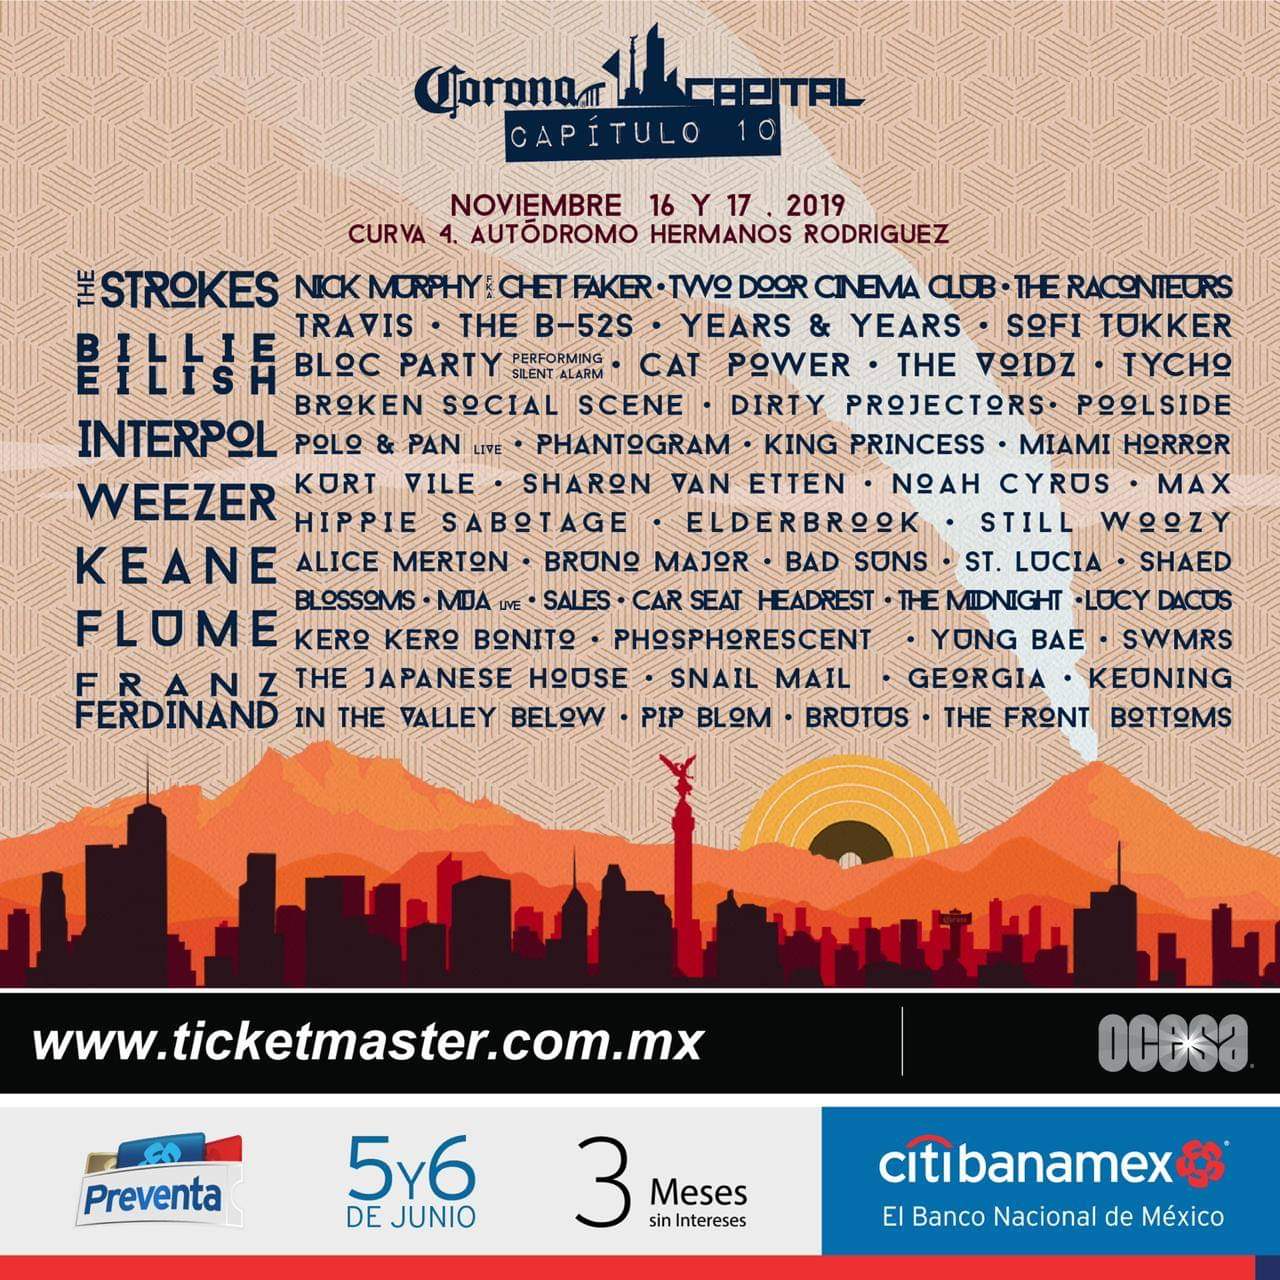 Corona CAPITAL
CAPÍTULO 10
NOVIEMBRE 16 Y 17 . 2019
CURVA 4, AUTÓDROMO HERMANOS RODRIGUEZ
THE STROKES
BILLIE
EILISH
INTERPOL
WEEZER
KEANE
FLUME
FRANZ
FERDINAND
NICK MURPHY FKA CHET FAKER • TWO DOOR CINEMA CLUB • THE RACONTEURS
TRAVIS • THE B-52S • YEARS & YEARS • SOFI TUKKER
BLOC PARTY PERFORMING SILENT ALARM • CAT POWER • THE VOIDZ • TYCHO
BROKEN SOCIAL SCENE • DIRTY PROJECTORS • POOLSIDE
POLO & PAN LIVE • PHANTOGRAM • KING PRINCESS • MIAMI HORROR
KURT VILE • SHARON VAN ETTEN • NOAH CYRUS • MAX
HIPPIE SABOTAGE • ELDERBROOK • STILL WOOZY
ALICE MERTON • BRUNO MAJOR • BAD SUNS • ST. LUCIA • SHAED
BLOSSOMS • MIJA LIVE • SALES • CAR SEAT HEADREST • THE MIDNIGHT • LUCY DACUS
KERO KERO BONITO • PHOSPHORESCENT • YUNG BAE • SWMRS
THE JAPANESE HOUSE • SNAIL MAIL • GEORGIA • KEUNING
IN THE VALLEY BELOW • PIP BLOM • BRUTUS • THE FRONT BOTTOMS
Corona
www.ticketmaster.com.mx
ocesa
Preventa
5 Y 6
DE JUNIO
3 Meses
sin Intereses
citibanamex
El Banco Nacional de México